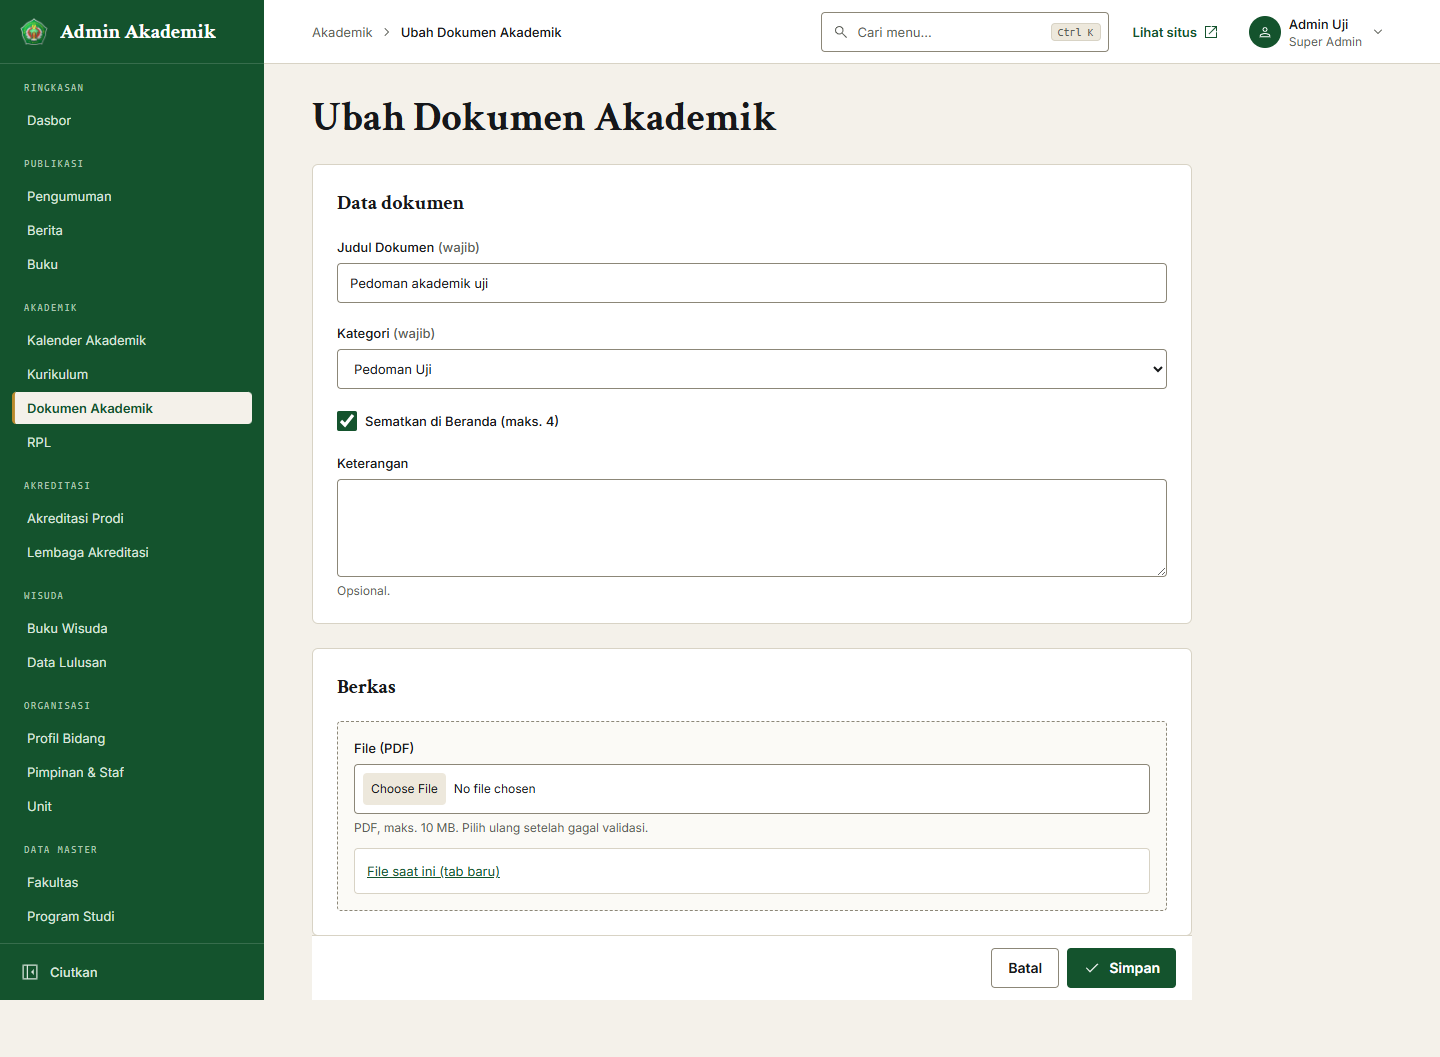 Admin Akademik
RINGKASAN
Dasbor
PUBLIKASI
Pengumuman
Berita
Buku
AKADEMIK
Kalender Akademik
Kurikulum
Dokumen Akademik
RPL
AKREDITASI
Akreditasi Prodi
Lembaga Akreditasi
WISUDA
Buku Wisuda
Data Lulusan
ORGANISASI
Profil Bidang
Pimpinan & Staf
Unit
DATA MASTER
Fakultas
Program Studi
Ciutkan
Akademik > Ubah Dokumen Akademik
Cari menu... Ctrl K
Lihat situs
Admin Uji
Super Admin
Ubah Dokumen Akademik
Data dokumen
Judul Dokumen (wajib)
Pedoman akademik uji
Kategori (wajib)
Pedoman Uji
Sematkan di Beranda (maks. 4)
Keterangan
Opsional.
Berkas
File (PDF)
Choose File No file chosen
PDF, maks. 10 MB. Pilih ulang setelah gagal validasi.
File saat ini (tab baru)
Batal
Simpan